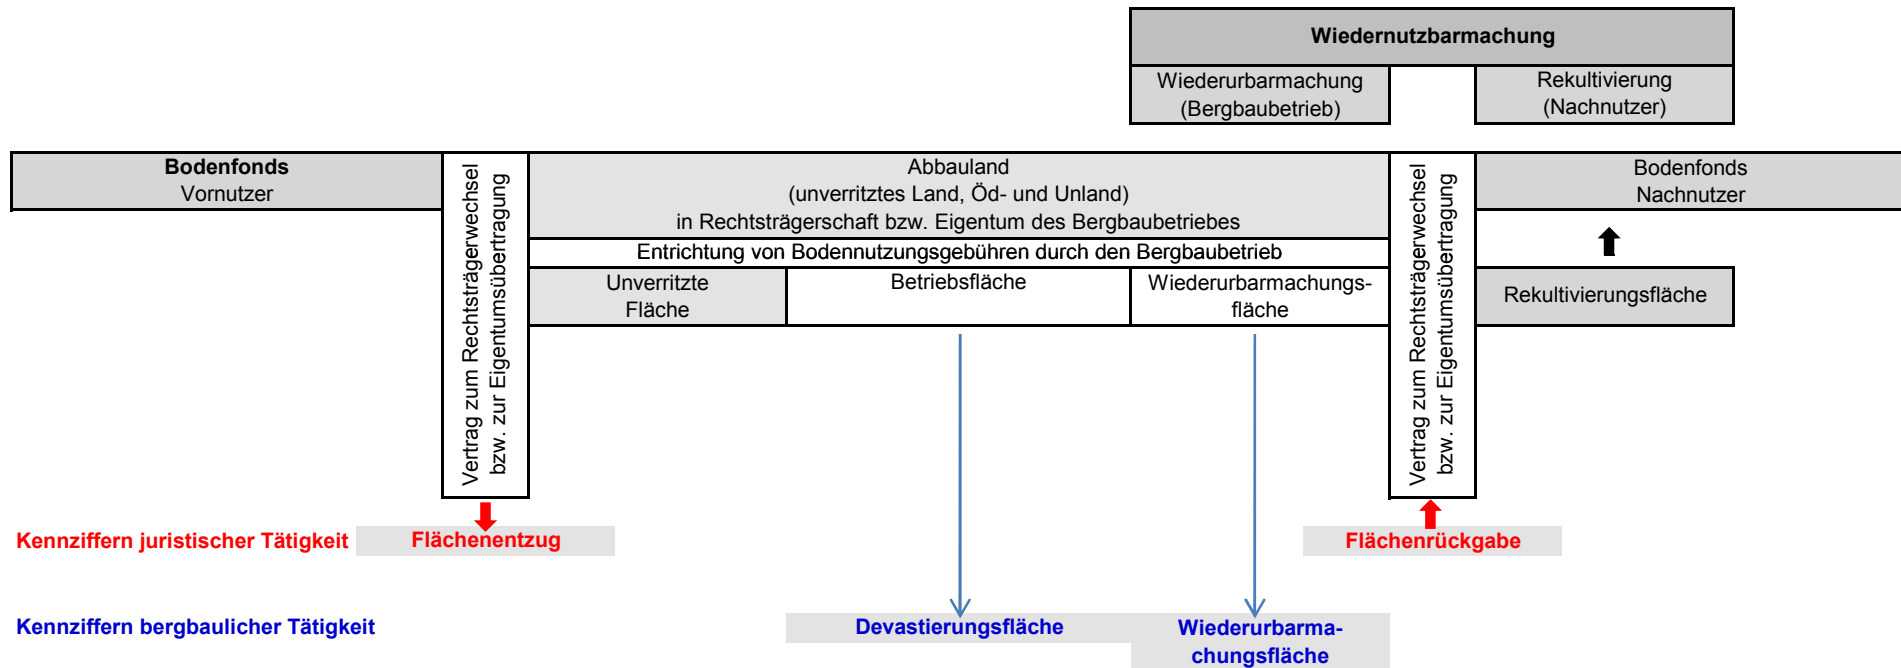 Wiedernutzbarmachung
Wiederurbarmachung
(Bergbaubetrieb)
Rekultivierung
(Nachnutzer)
Bodenfonds
Vornutzer
Vertrag zum Rechtsträgerwechsel
bzw. zur Eigentumsübertragung
Abbauland
(unverritztes Land, Öd- und Unland)
in Rechtsträgerschaft bzw. Eigentum des Bergbaubetriebes
Entrichtung von Bodennutzungsgebühren durch den Bergbaubetrieb
Unverritzte
Fläche
Betriebsfläche
Wiederurbarmachungs-
fläche
Vertrag zum Rechtsträgerwechsel
bzw. zur Eigentumsübertragung
Bodenfonds
Nachnutzer
Rekultivierungsfläche
Kennziffern juristischer Tätigkeit
Flächenentzug
Flächenrückgabe
Kennziffern bergbaulicher Tätigkeit
Devastierungsfläche
Wiederurbarma-
chungsfläche